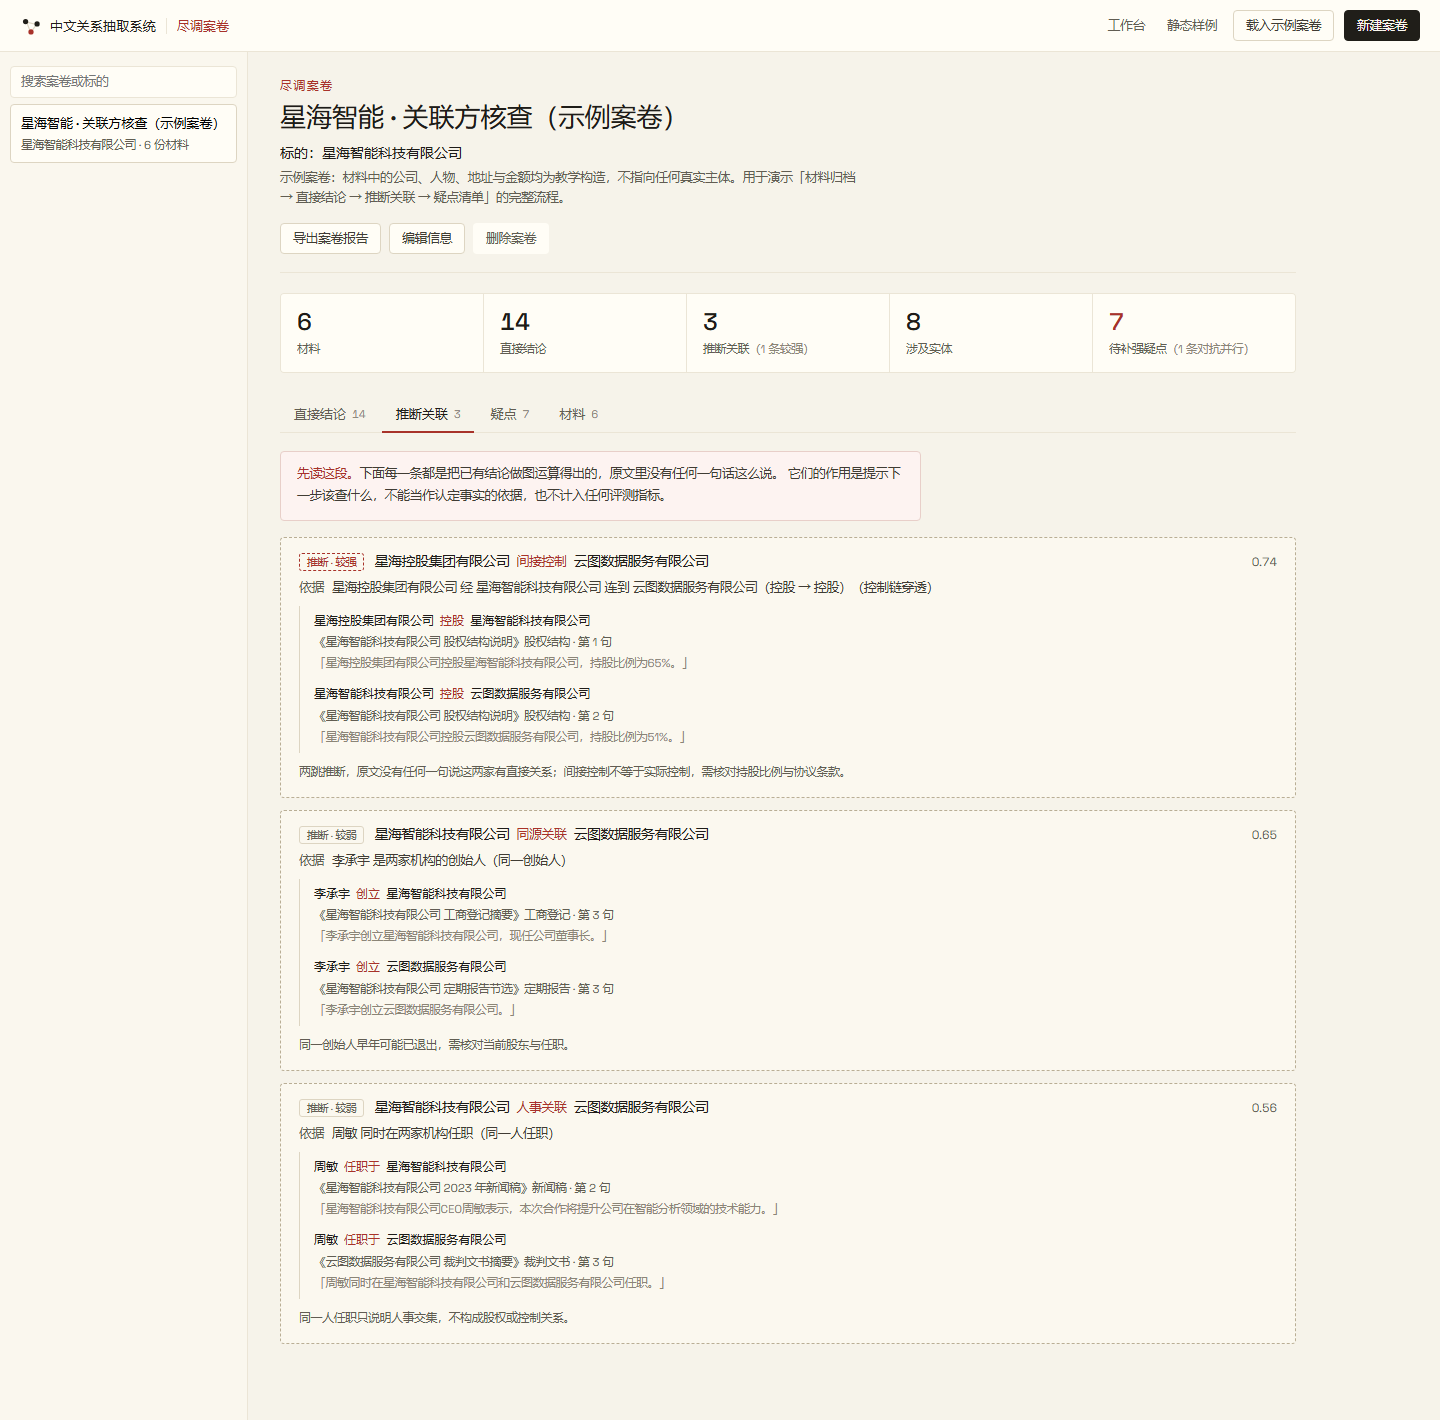 中文关系抽取系统 尽调案卷 工作台 静态样例 载入示例案卷 新建案卷
搜索案卷或标的
星海智能 · 关联方核查（示例案卷）
星海智能科技有限公司 · 6 份材料
尽调案卷
星海智能 · 关联方核查（示例案卷）
标的：星海智能科技有限公司
示例案卷：材料中的公司、人物、地址与金额均为教学构造，不指向任何真实主体。用于演示「材料归档
→ 直接结论 → 推断关联 → 疑点清单」的完整流程。
导出案卷报告 编辑信息 删除案卷
6 14 3 8 7
材料 直接结论 推断关联（1 条较强） 涉及实体 待补强疑点（1 条对抗并行）
直接结论 14 推断关联 3 疑点 7 材料 6
先读这段。下面每一条都是把已有结论做图运算得出的，原文里没有任何一句话这么说。 它们的作用是提示下
一步该查什么，不能当作认定事实的依据，也不计入任何评测指标。
推断 · 较强 星海控股集团有限公司 间接控制 云图数据服务有限公司 0.74
依据 星海控股集团有限公司 经 星海智能科技有限公司 连到 云图数据服务有限公司（控股 → 控股）（控制链穿透）
星海控股集团有限公司 控股 星海智能科技有限公司
《星海智能科技有限公司 股权结构说明》股权结构 · 第 1 句
「星海控股集团有限公司控股星海智能科技有限公司，持股比例为65%。」
星海智能科技有限公司 控股 云图数据服务有限公司
《星海智能科技有限公司 股权结构说明》股权结构 · 第 2 句
「星海智能科技有限公司控股云图数据服务有限公司，持股比例为51%。」
两跳推断，原文没有任何一句说这两家有直接关系；间接控制不等于实际控制，需核对持股比例与协议条款。
推断 · 较弱 星海智能科技有限公司 同源关联 云图数据服务有限公司 0.65
依据 李承宇 是两家机构的创始人（同一创始人）
李承宇 创立 星海智能科技有限公司
《星海智能科技有限公司 工商登记摘要》工商登记 · 第 3 句
「李承宇创立星海智能科技有限公司，现任公司董事长。」
李承宇 创立 云图数据服务有限公司
《星海智能科技有限公司 定期报告节选》定期报告 · 第 3 句
「李承宇创立云图数据服务有限公司。」
同一创始人早年可能已退出，需核对当前股东与任职。
推断 · 较弱 星海智能科技有限公司 人事关联 云图数据服务有限公司 0.56
依据 周敏 同时在两家机构任职（同一人任职）
周敏 任职于 星海智能科技有限公司
《星海智能科技有限公司 2023 年新闻稿》新闻稿 · 第 2 句
「星海智能科技有限公司CEO周敏表示，本次合作将提升公司在智能分析领域的技术能力。」
周敏 任职于 云图数据服务有限公司
《云图数据服务有限公司 裁判文书摘要》裁判文书 · 第 3 句
「周敏同时在星海智能科技有限公司和云图数据服务有限公司任职。」
同一人任职只说明人事交集，不构成股权或控制关系。